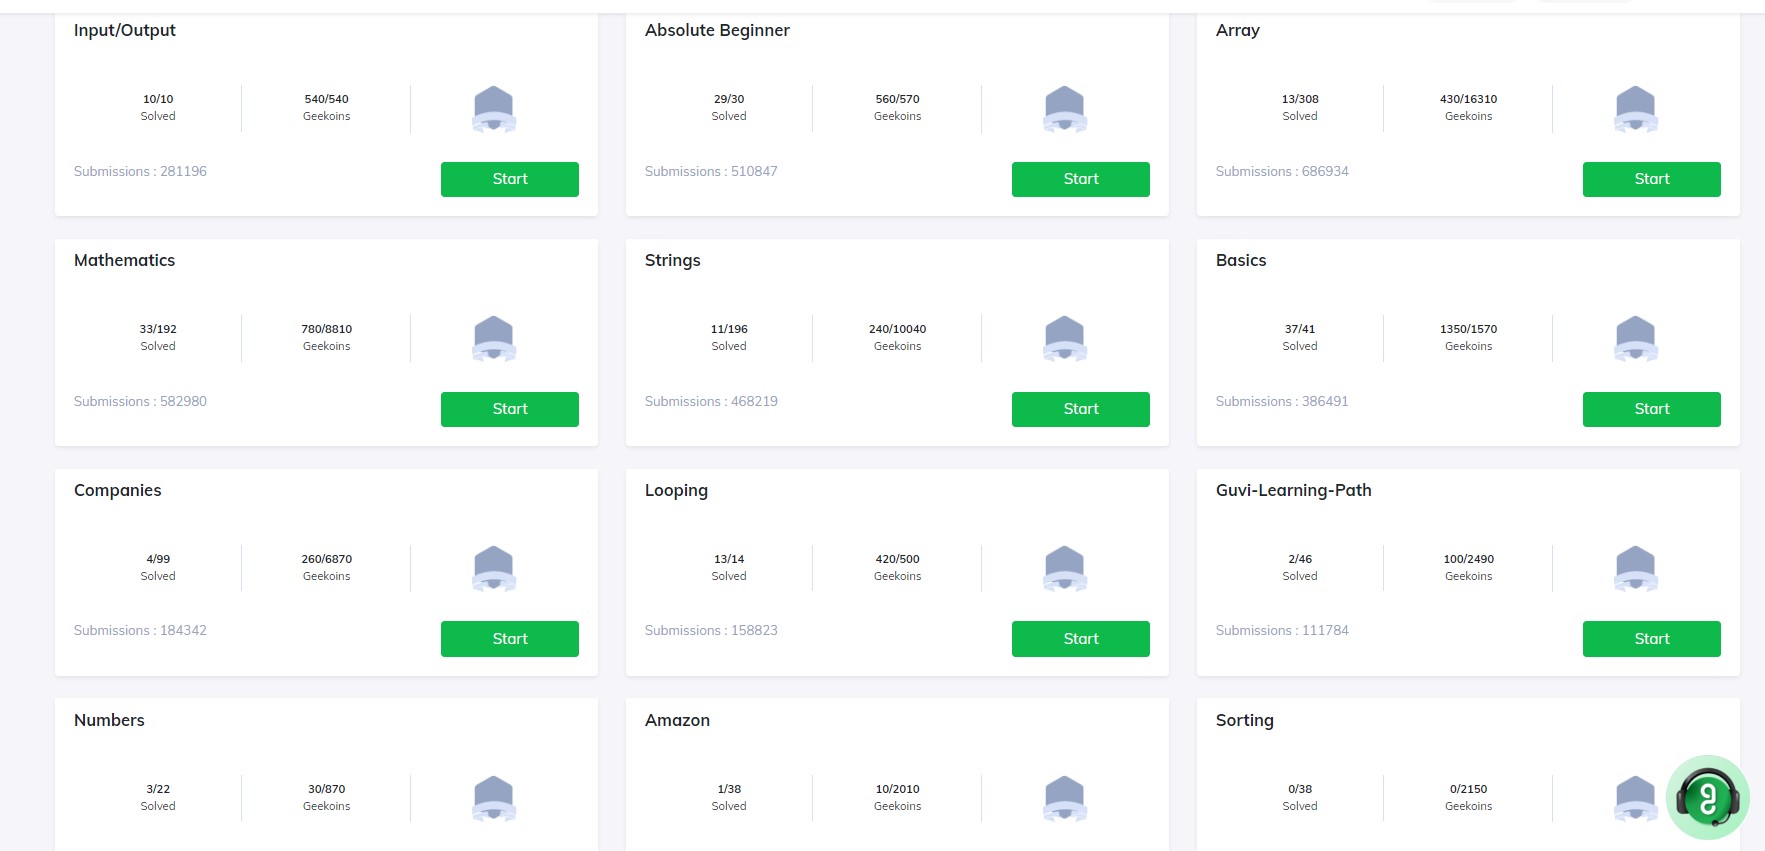 Input/Output
10/10
Solved
540/540
Geekoins
Submissions : 281196
Start
Absolute Beginner
29/30
Solved
560/570
Geekoins
Submissions : 510847
Start
Array
13/308
Solved
430/16310
Geekoins
Submissions : 686934
Start
Mathematics
33/192
Solved
780/8810
Geekoins
Submissions : 582980
Start
Strings
11/196
Solved
240/10040
Geekoins
Submissions : 468219
Start
Basics
37/41
Solved
1350/1570
Geekoins
Submissions : 386491
Start
Companies
4/99
Solved
260/6870
Geekoins
Submissions : 184342
Start
Looping
13/14
Solved
420/500
Geekoins
Submissions : 158823
Start
Guvi-Learning-Path
2/46
Solved
100/2490
Geekoins
Submissions : 111784
Start
Numbers
3/22
Solved
30/870
Geekoins
Amazon
1/38
Solved
10/2010
Geekoins
Sorting
0/38
Solved
0/2150
Geekoins
g